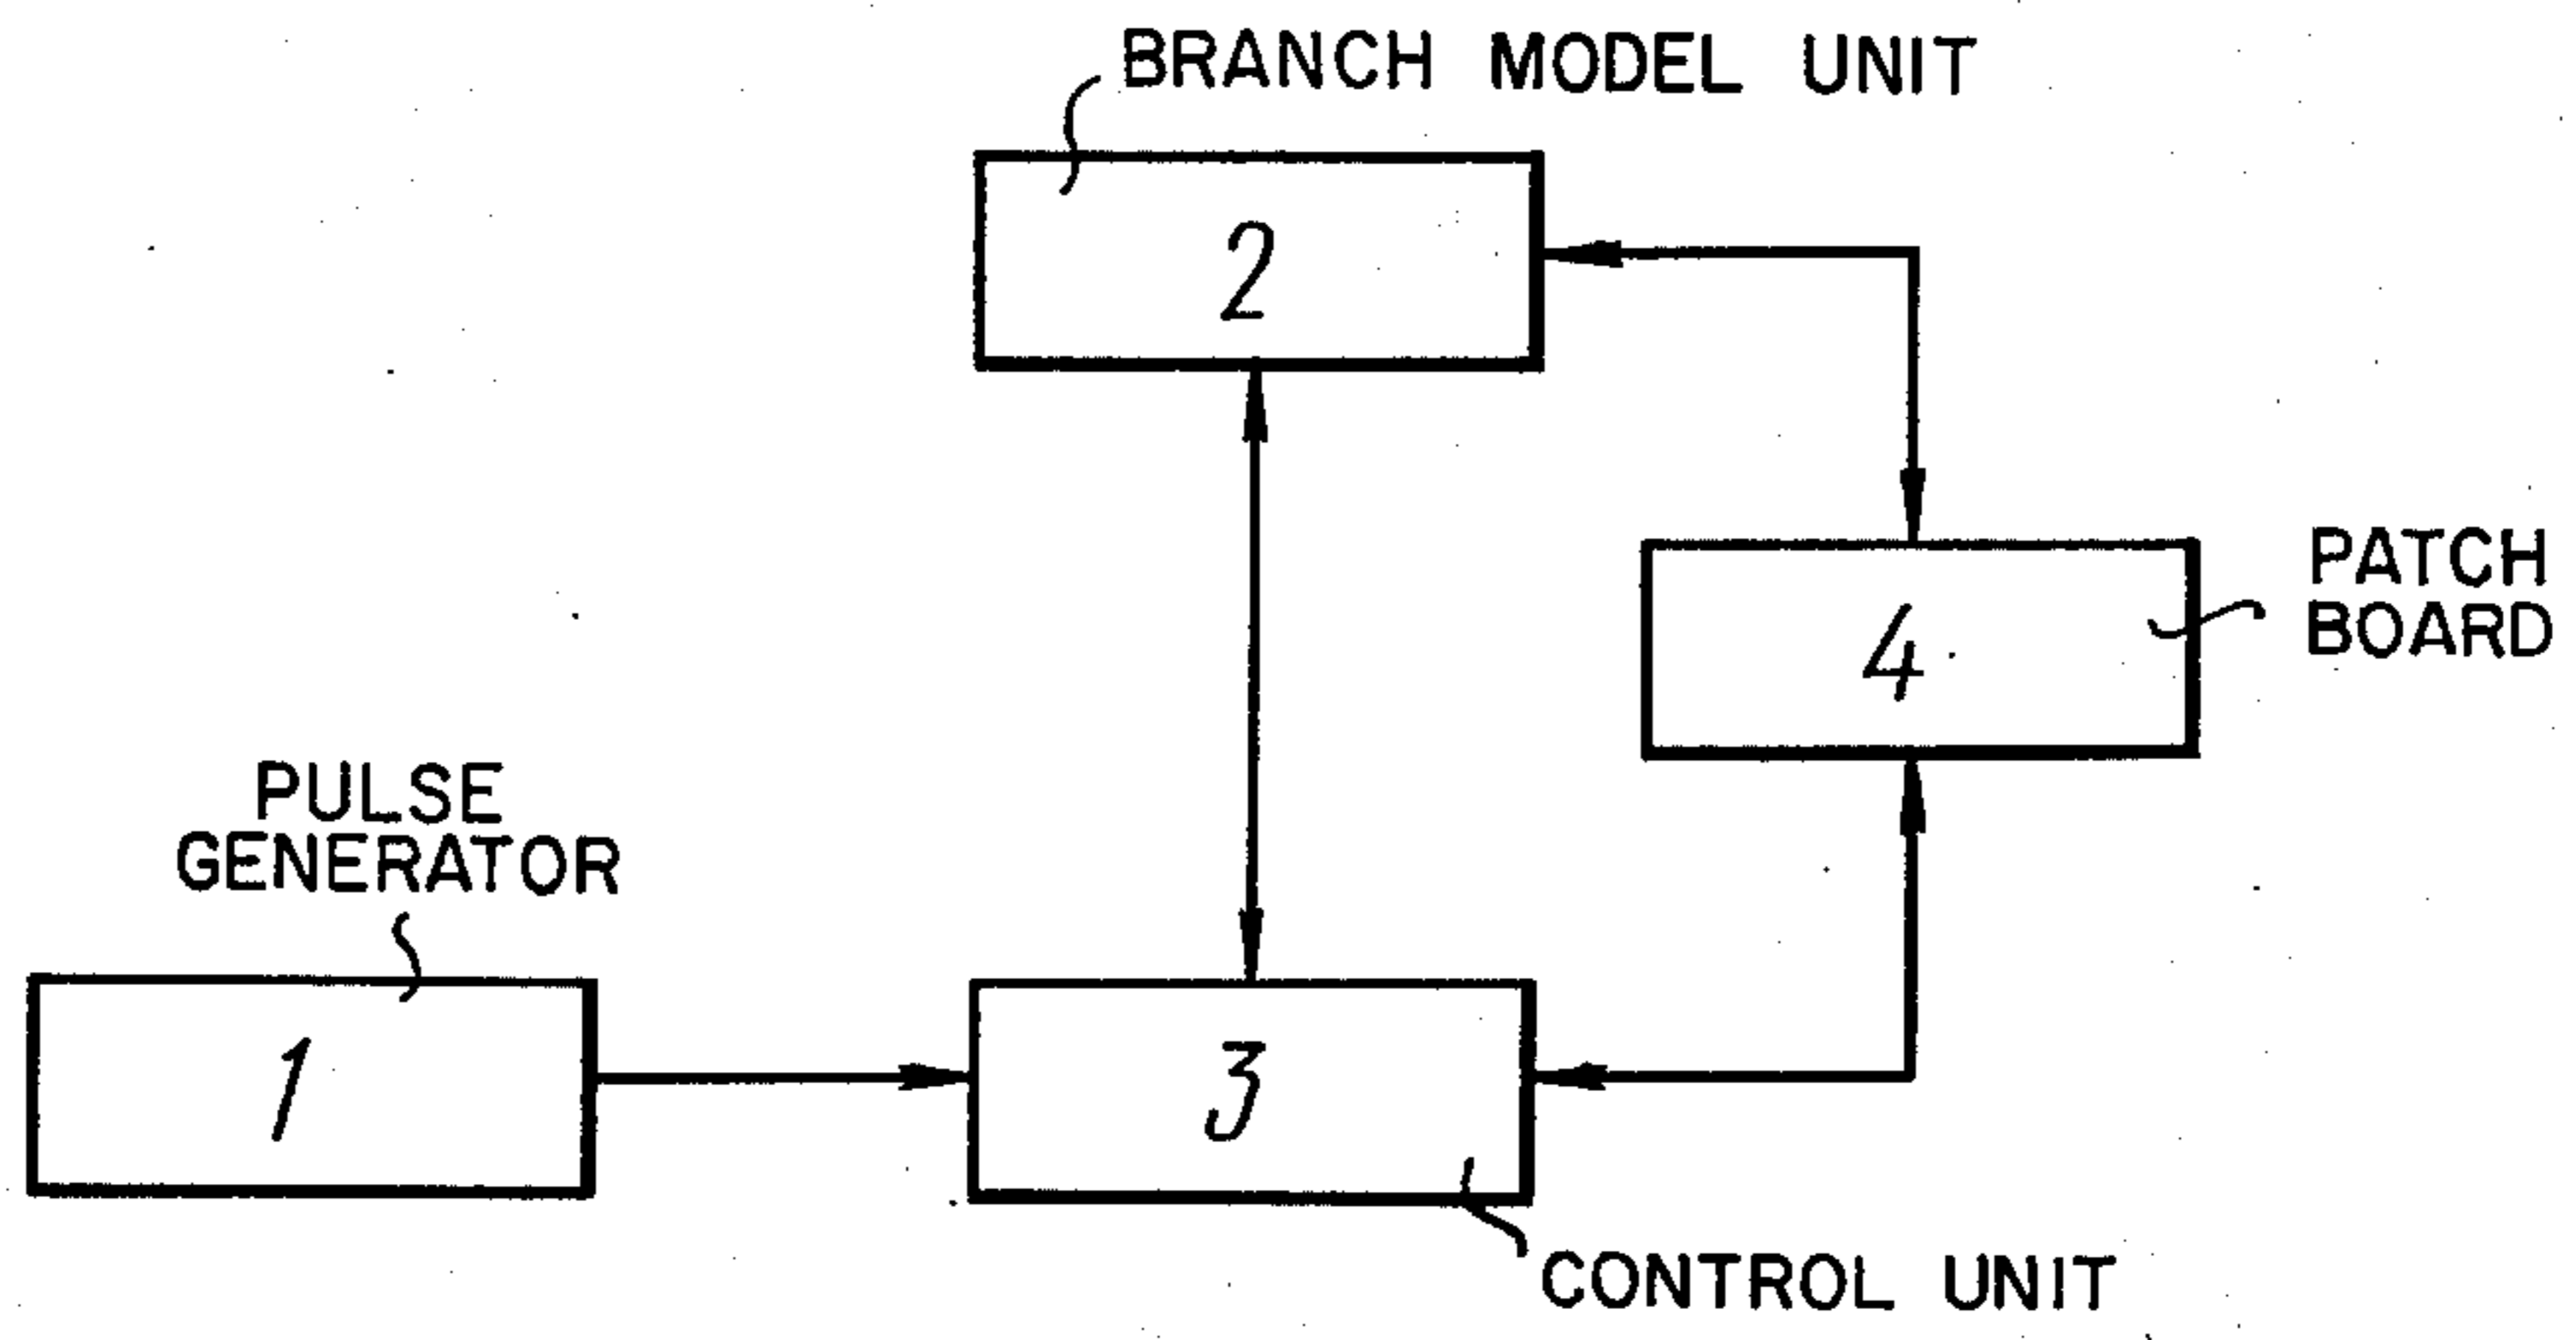 BRANCH MODEL UNIT
2
PATCH
BOARD
4
PULSE
GENERATOR
1
3
CONTROL UNIT